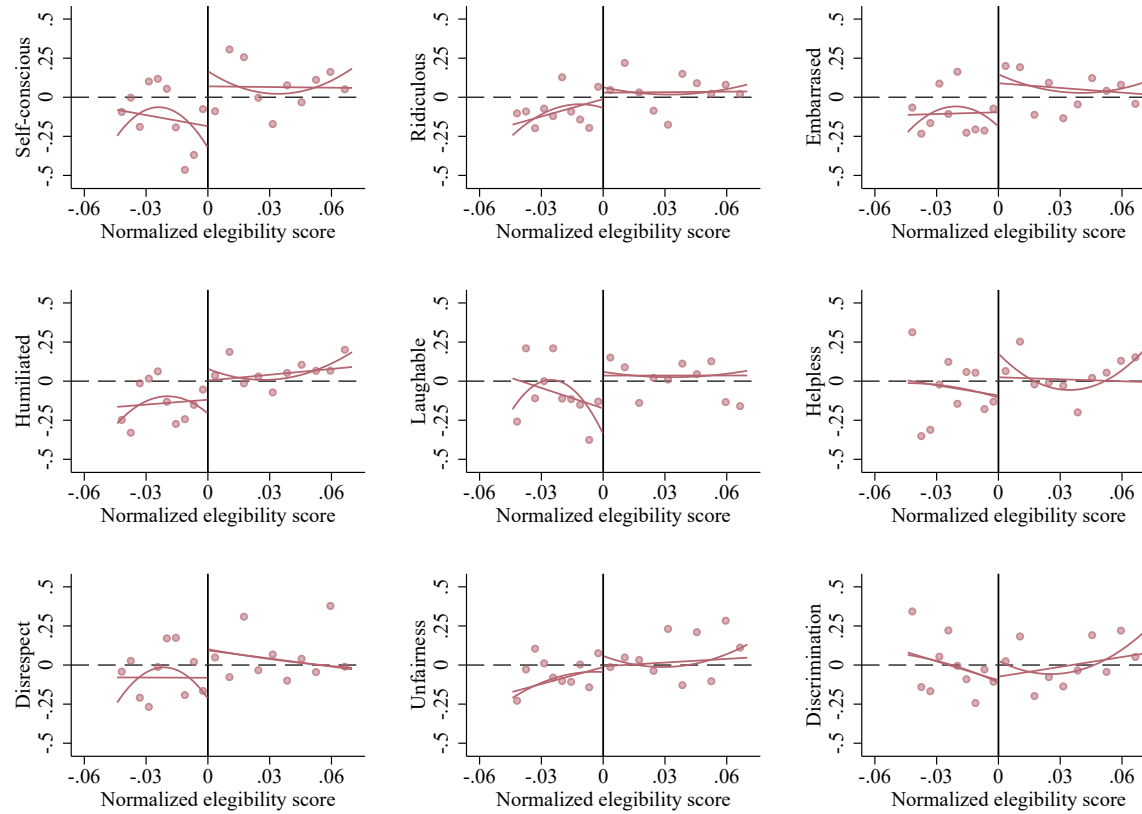 Self-conscious
.5
.25
0
-.25
-.5
-.06 -.03 0 .03 .06
Normalized elegibility score
Ridiculous
.5
.25
0
-.25
-.5
-.06 -.03 0 .03 .06
Normalized elegibility score
Embarrased
.5
.25
0
-.25
-.5
-.06 -.03 0 .03 .06
Normalized elegibility score
Humiliated
.5
.25
0
-.25
-.5
-.06 -.03 0 .03 .06
Normalized elegibility score
Laughable
.5
.25
0
-.25
-.5
-.06 -.03 0 .03 .06
Normalized elegibility score
Helpless
.5
.25
0
-.25
-.5
-.06 -.03 0 .03 .06
Normalized elegibility score
Disrespect
.5
.25
0
-.25
-.5
-.06 -.03 0 .03 .06
Normalized elegibility score
Unfairness
.5
.25
0
-.25
-.5
-.06 -.03 0 .03 .06
Normalized elegibility score
Discrimination
.5
.25
0
-.25
-.5
-.06 -.03 0 .03 .06
Normalized elegibility score